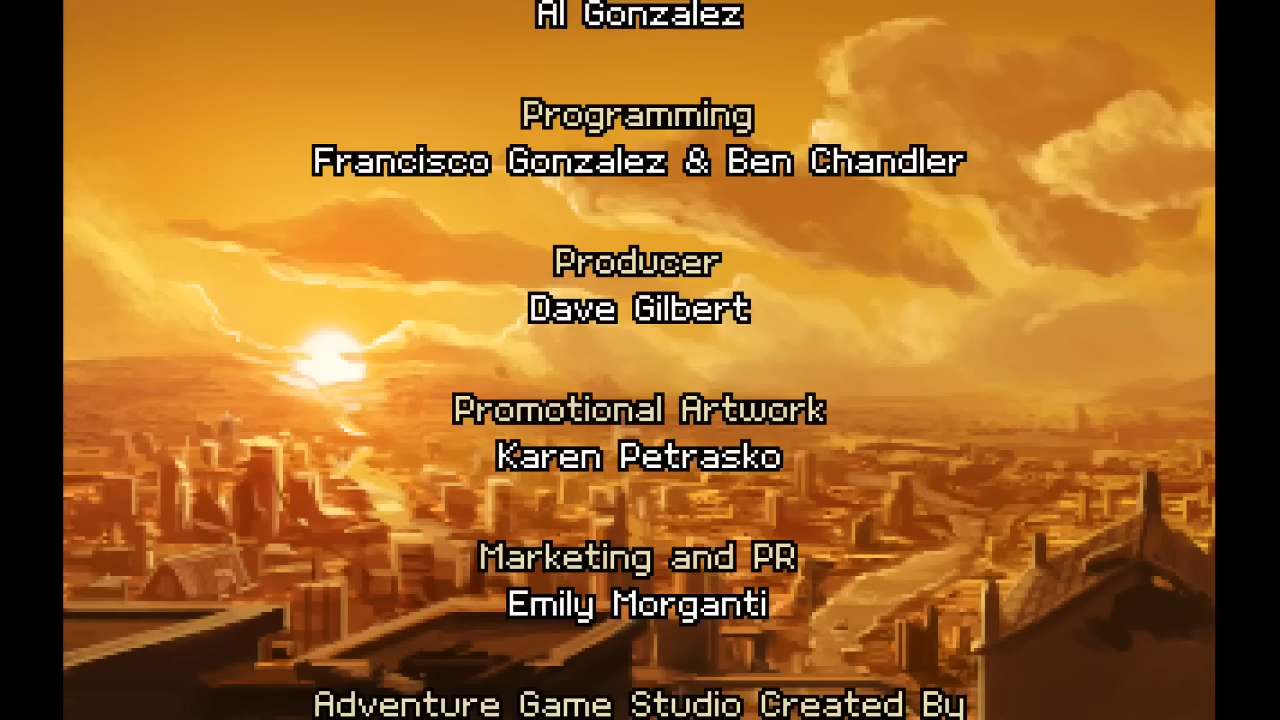 Al Gonzalez
Programming
Francisco Gonzalez & Ben Chandler
Producer
Dave Gilbert
Promotional Artwork
Karen Petrasko
Marketing and PR
Emily Morganti
Adventure Game Studio Created By